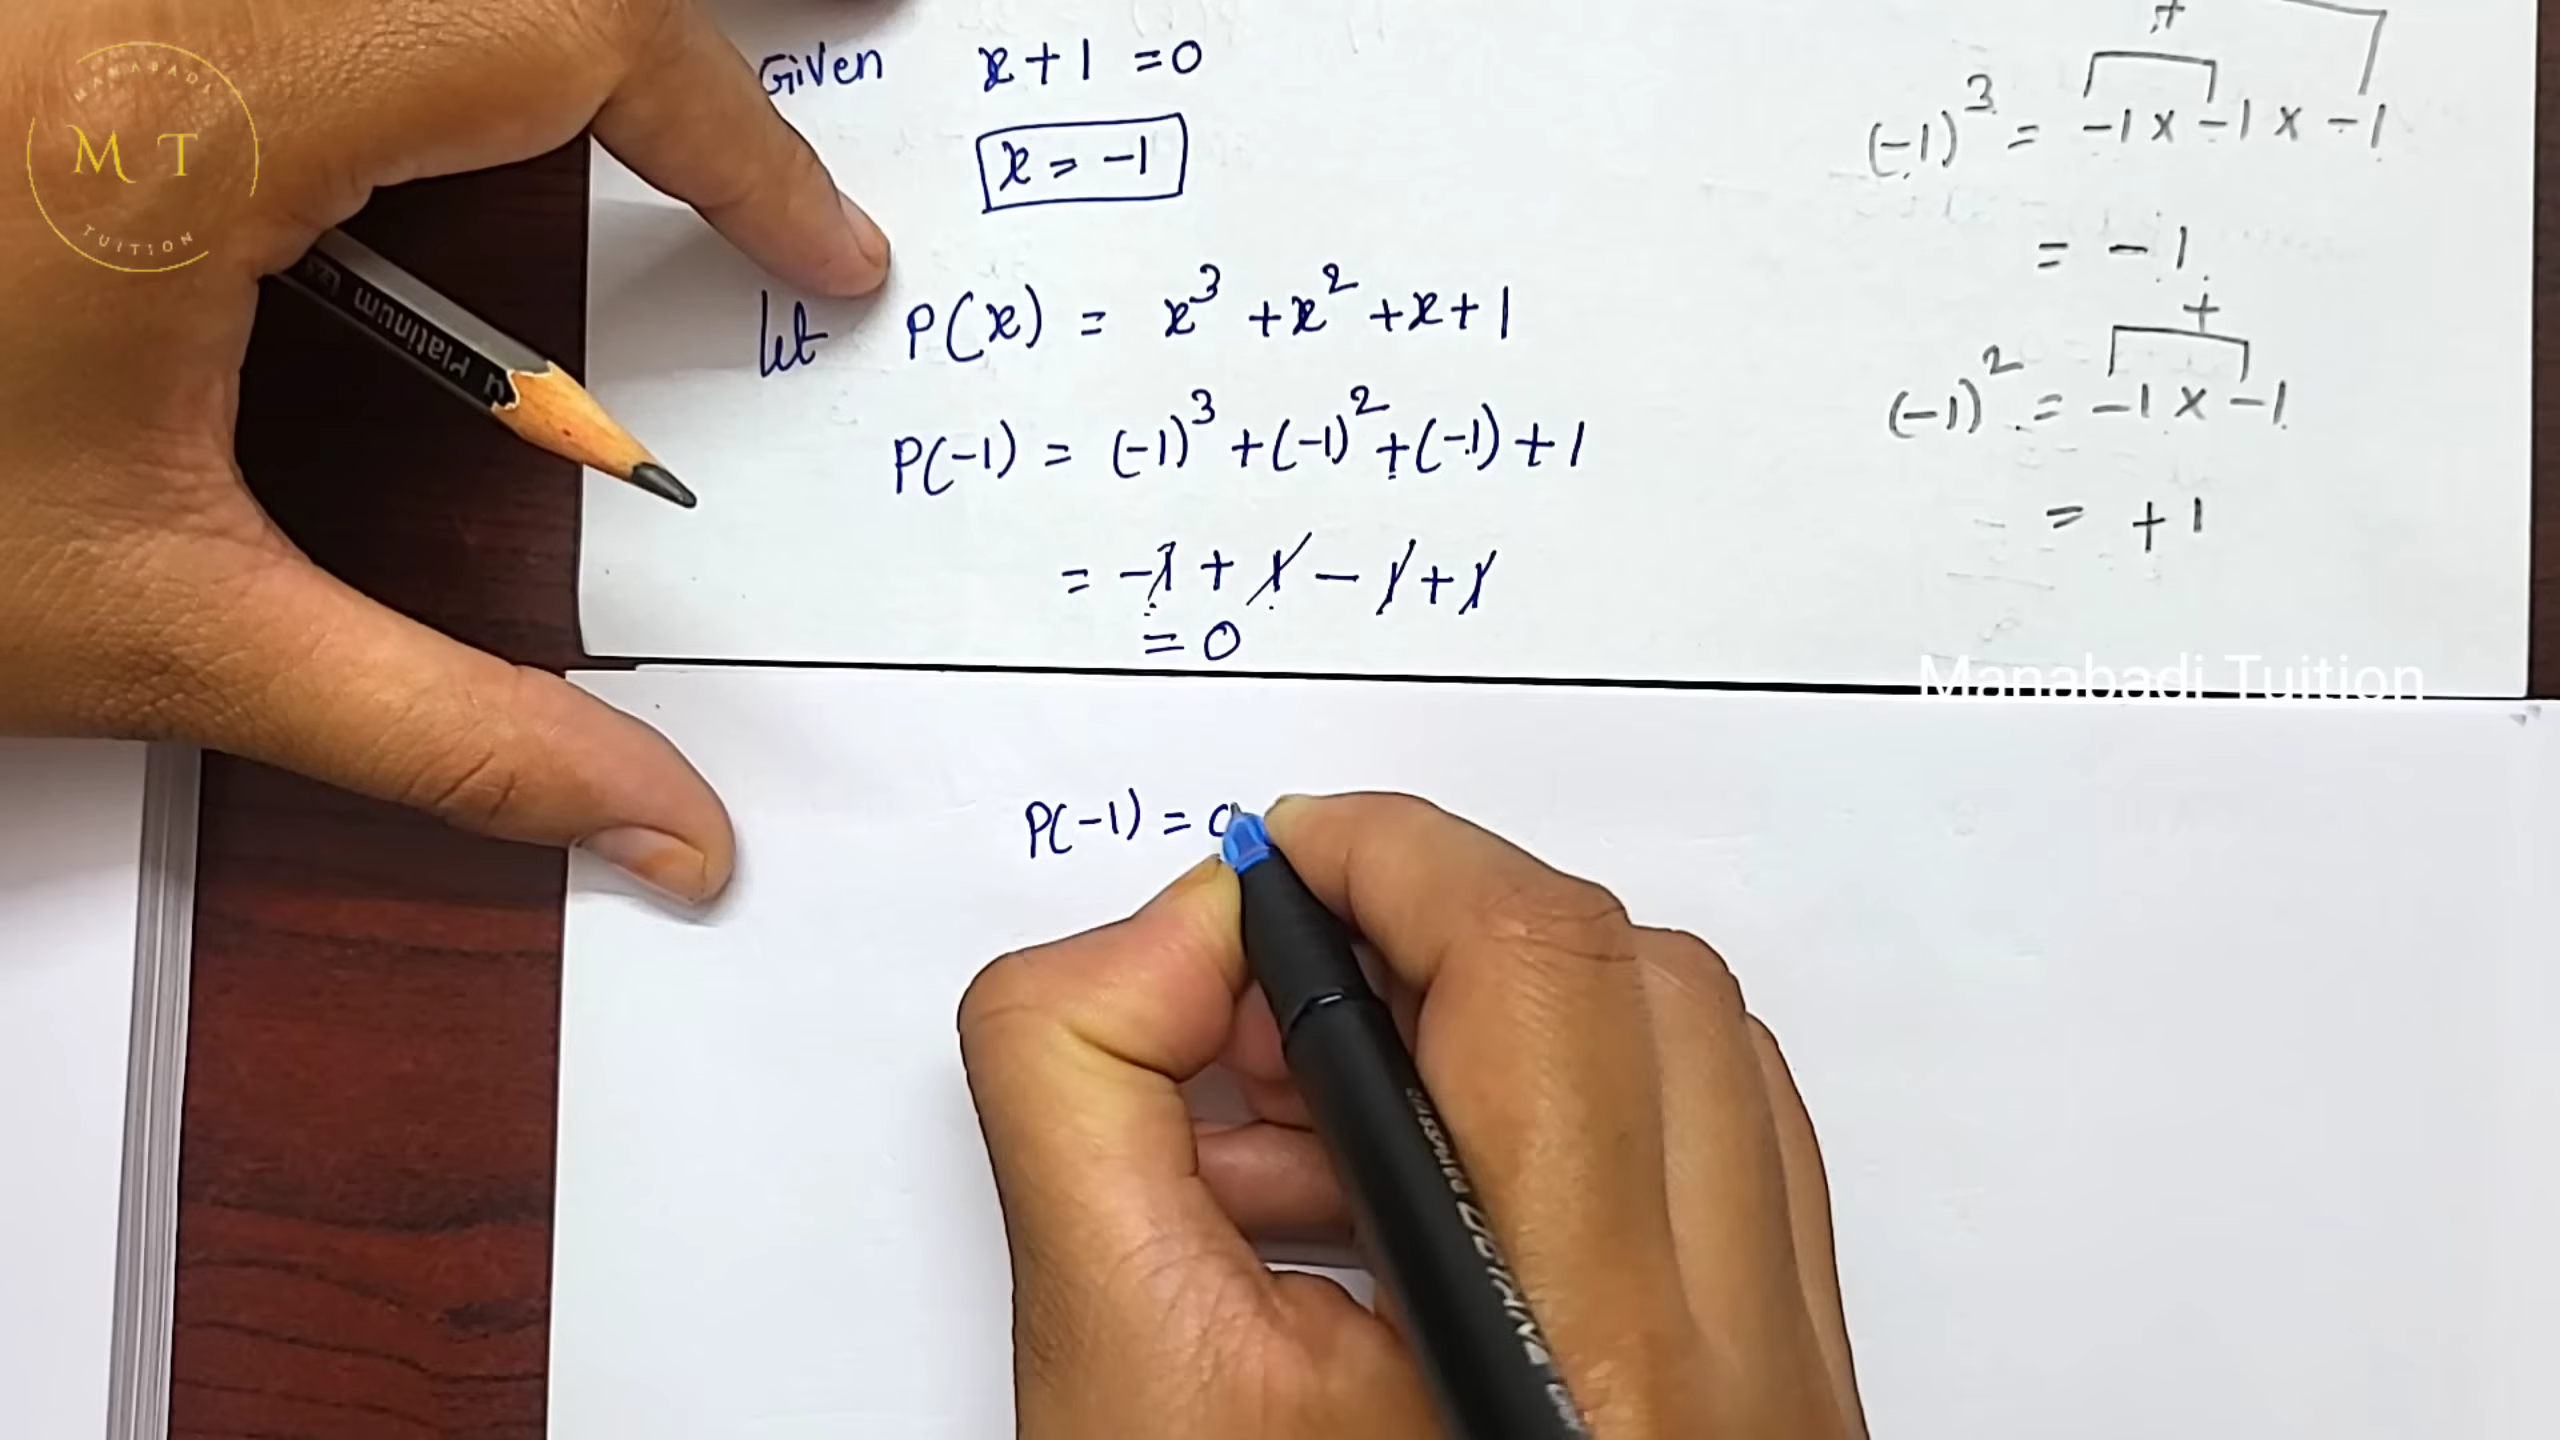 MANABADI
M T
TUITION
Given x + 1 = 0
x = -1
Let P(x) = x³ + x² + x + 1
P(-1) = (-1)³ + (-1)² + (-1) + 1
= -1 + 1 - 1 + 1
= 0
+
(-1)³ = -1 x -1 x -1
= -1
+
(-1)² = -1 x -1
= +1
Manabadi Tuition
P(-1) = 0
Platinum